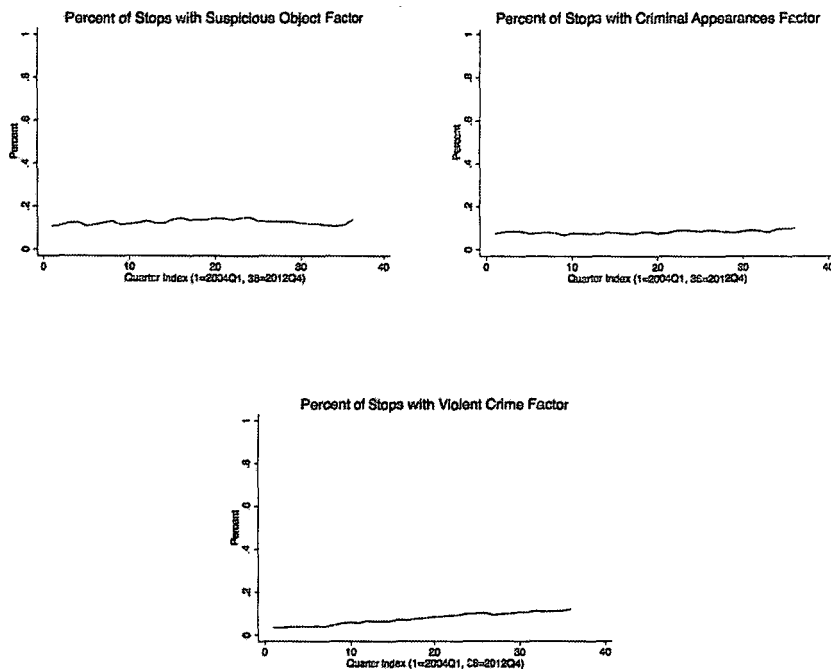 Percent of Stops with Suspicious Object Factor
1
.8
.6
.4
.2
0
Percent
0 10 20 30 40
Quarter Index (1=2004Q1, 36=2012Q4)
Percent of Stops with Criminal Appearances Factor
1
.8
.6
.4
.2
0
Percent
0 10 20 30 40
Quarter Index (1=2004Q1, 36=2012Q4)
Percent of Stops with Violent Crime Factor
1
.8
.6
.4
.2
0
Percent
0 10 20 30 40
Quarter Index (1=2004Q1, 36=2012Q4)